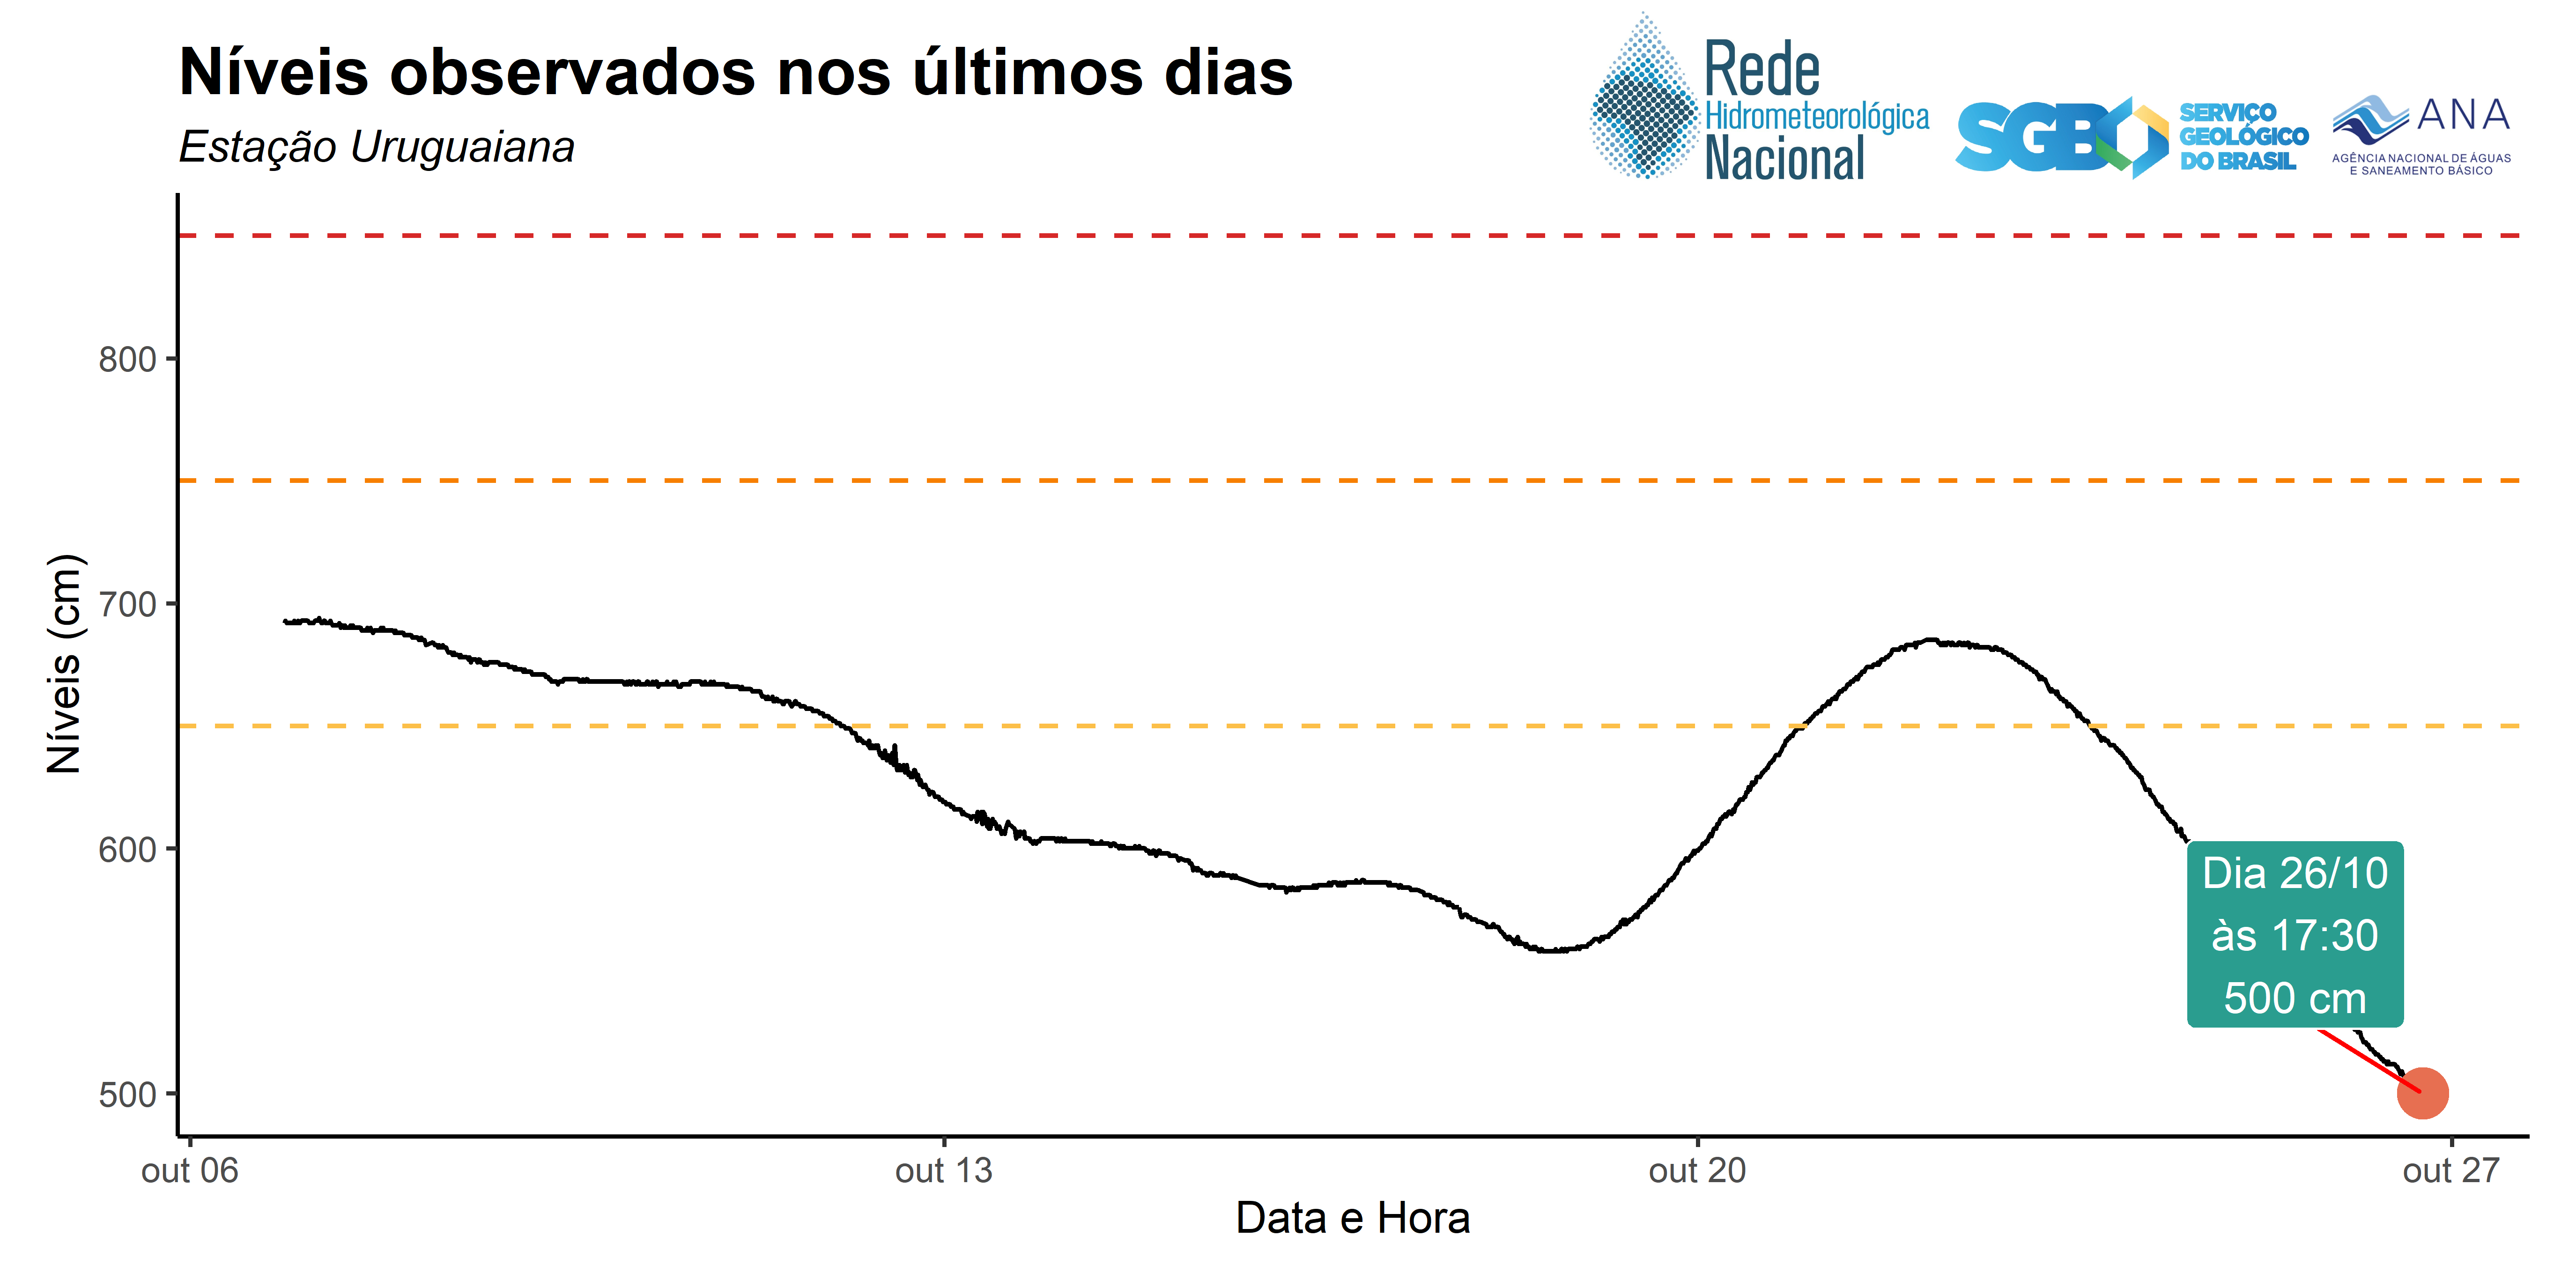 Níveis observados nos últimos dias
Estação Uruguaiana
Rede
Hidrometeorológica
Nacional
SGB
SERVIÇO
GEOLÓGICO
DO BRASIL
ANA
AGÊNCIA NACIONAL DE ÁGUAS
E SANEAMENTO BÁSICO
Níveis (cm)
800
700
600
500
Dia 26/10
às 17:30
500 cm
out 06
out 13
out 20
out 27
Data e Hora